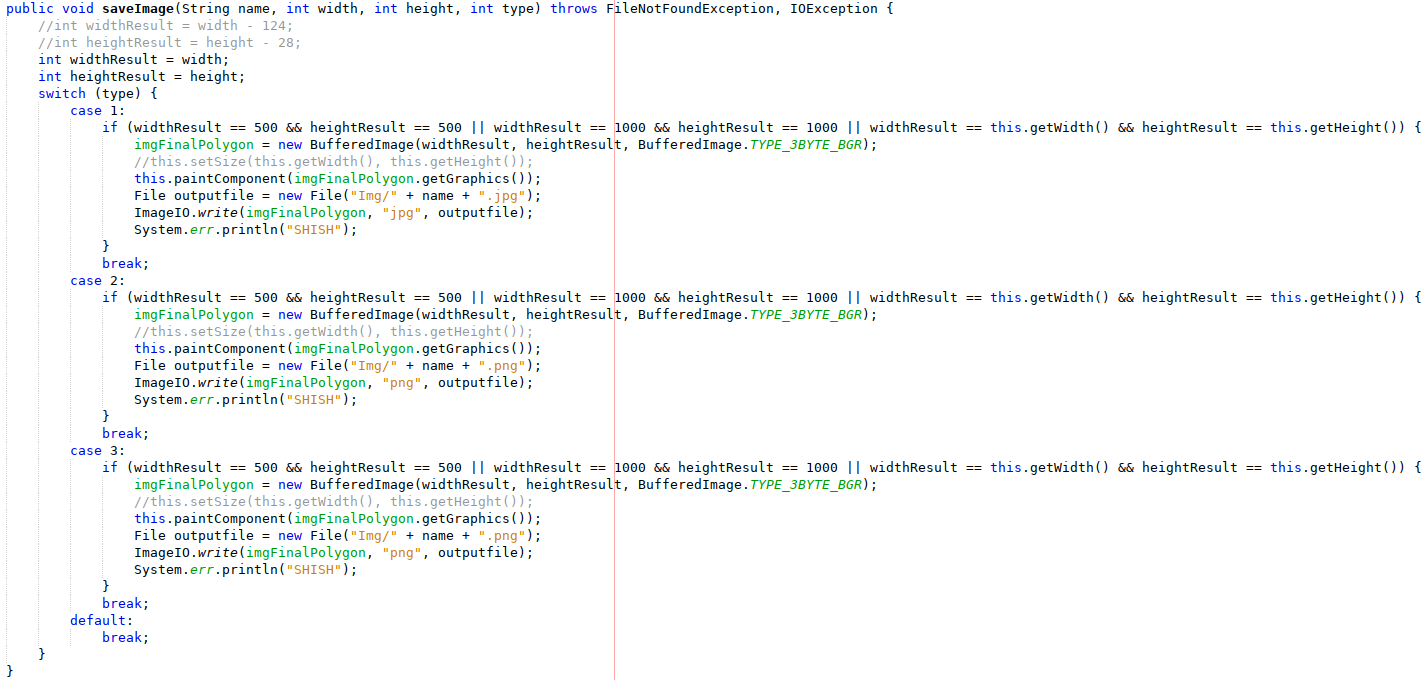 public void saveImage(String name, int width, int height, int type) throws FileNotFoundException, IOException {
    //int widthResult = width - 124;
    //int heightResult = height - 28;
    int widthResult = width;
    int heightResult = height;
    switch (type) {
        case 1:
            if (widthResult == 500 && heightResult == 500 || widthResult == 1000 && heightResult == 1000 || widthResult == this.getWidth() && heightResult == this.getHeight()) {
                imgFinalPolygon = new BufferedImage(widthResult, heightResult, BufferedImage.TYPE_3BYTE_BGR);
                //this.setSize(this.getWidth(), this.getHeight());
                this.paintComponent(imgFinalPolygon.getGraphics());
                File outputfile = new File("Img/" + name + ".jpg");
                ImageIO.write(imgFinalPolygon, "jpg", outputfile);
                System.err.println("SHISH");
            }
            break;
        case 2:
            if (widthResult == 500 && heightResult == 500 || widthResult == 1000 && heightResult == 1000 || widthResult == this.getWidth() && heightResult == this.getHeight()) {
                imgFinalPolygon = new BufferedImage(widthResult, heightResult, BufferedImage.TYPE_3BYTE_BGR);
                //this.setSize(this.getWidth(), this.getHeight());
                this.paintComponent(imgFinalPolygon.getGraphics());
                File outputfile = new File("Img/" + name + ".png");
                ImageIO.write(imgFinalPolygon, "png", outputfile);
                System.err.println("SHISH");
            }
            break;
        case 3:
            if (widthResult == 500 && heightResult == 500 || widthResult == 1000 && heightResult == 1000 || widthResult == this.getWidth() && heightResult == this.getHeight()) {
                imgFinalPolygon = new BufferedImage(widthResult, heightResult, BufferedImage.TYPE_3BYTE_BGR);
                //this.setSize(this.getWidth(), this.getHeight());
                this.paintComponent(imgFinalPolygon.getGraphics());
                File outputfile = new File("Img/" + name + ".png");
                ImageIO.write(imgFinalPolygon, "png", outputfile);
                System.err.println("SHISH");
            }
            break;
        default:
            break;
    }
}